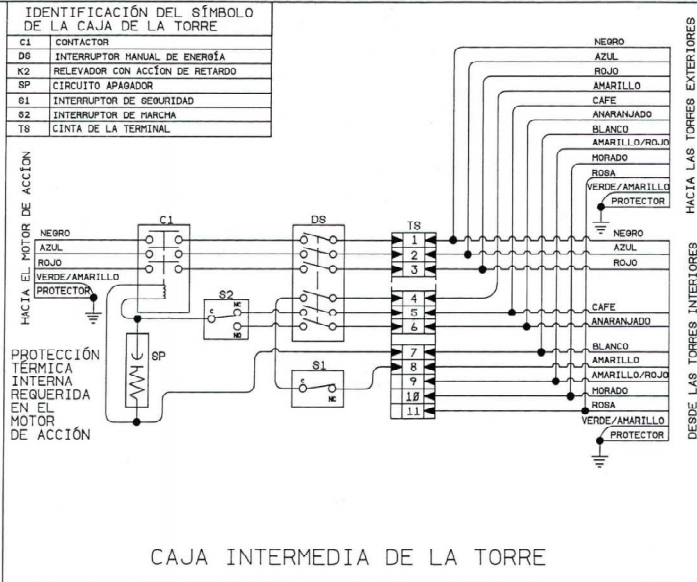 IDENTIFICACIÓN DEL SÍMBOLO
DE LA CAJA DE LA TORRE
C1 CONTACTOR
DS INTERRUPTOR MANUAL DE ENERGÍA
K2 RELEVADOR CON ACCÍON DE RETARDO
SP CIRCUITO APAGADOR
S1 INTERRUPTOR DE SEGURIDAD
S2 INTERRUPTOR DE MARCHA
TS CINTA DE LA TERMINAL
NEGRO
AZUL
ROJO
AMARILLO
CAFE
ANARANJADO
BLANCO
AMARILLO/ROJO
MORADO
ROSA
VERDE/AMARILLO
PROTECTOR
HACIA LAS TORRES EXTERIORES
HACIA EL MOTOR DE ACCÍON
NEGRO
AZUL
ROJO
VERDE/AMARILLO
PROTECTOR
C1
DS
TS
1
2
3
4
5
6
7
8
9
10
11
S2
C
NC
NO
S1
C
NC
SP
PROTECCIÓN
TÉRMICA
INTERNA
REQUERIDA
EN EL
MOTOR
DE ACCIÓN
NEGRO
AZUL
ROJO
CAFE
ANARANJADO
BLANCO
AMARILLO
AMARILLO/ROJO
MORADO
ROSA
VERDE/AMARILLO
PROTECTOR
DESDE LAS TORRES INTERIORES
CAJA INTERMEDIA DE LA TORRE